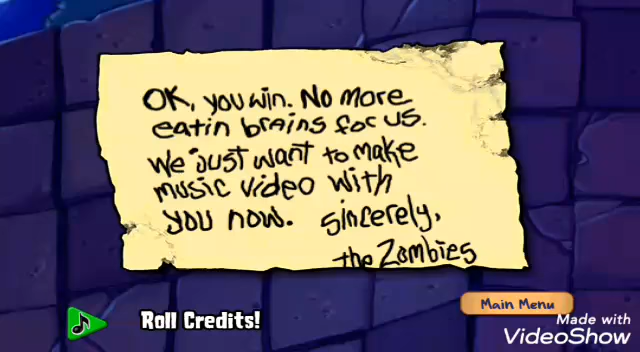 OK, you win. No more
eatin brains for us.
We just want to make
music video with
you now. Sincerely,
the Zombies
Main Menu
Roll Credits!
Made with
VideoShow